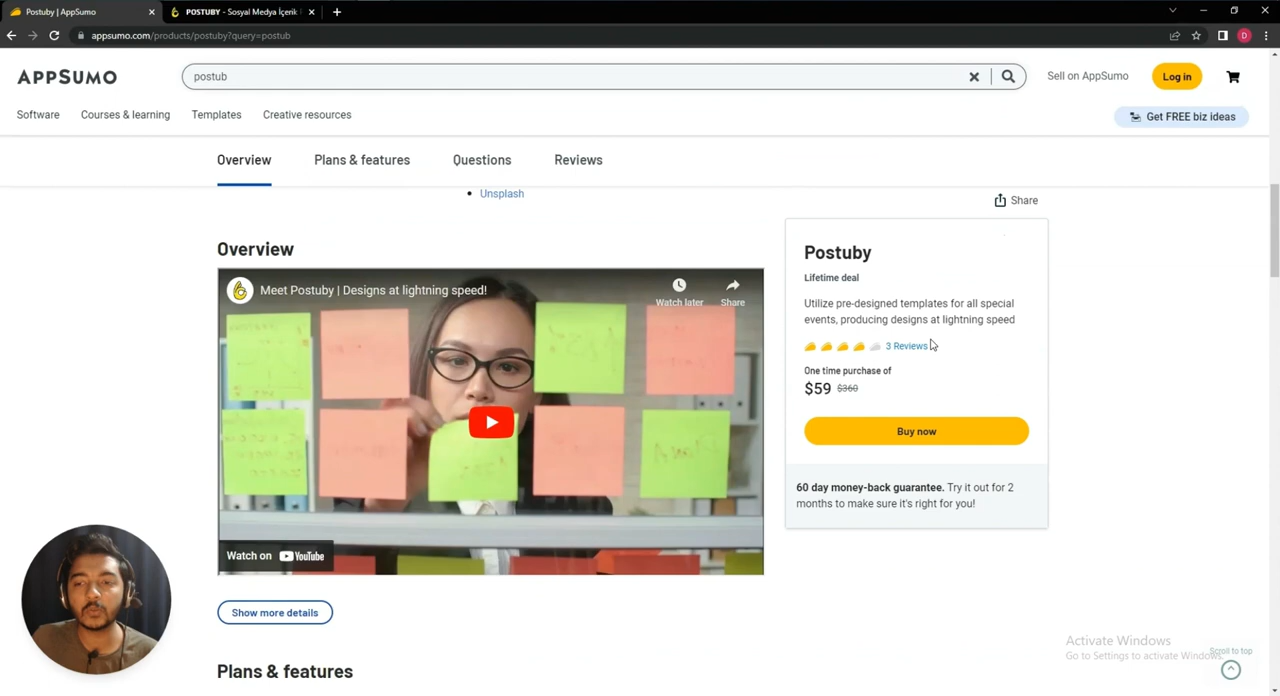 Postuby | AppSumo
POSTUBY - Sosyal Medya İçerik P
appsumo.com/products/postuby?query=postub
D
APPSUMO
postub
Sell on AppSumo
Log in
Software
Courses & learning
Templates
Creative resources
Get FREE biz ideas
Overview
Plans & features
Questions
Reviews
Unsplash
Share
Overview
Meet Postuby | Designs at lightning speed!
Watch later
Share
Watch on YouTube
Postuby
Lifetime deal
Utilize pre-designed templates for all special
events, producing designs at lightning speed
3 Reviews
One time purchase of
$59 $360
Buy now
60 day money-back guarantee. Try it out for 2
months to make sure it's right for you!
Show more details
Plans & features
Activate Windows
Go to Settings to activate Windows.
Scroll to top